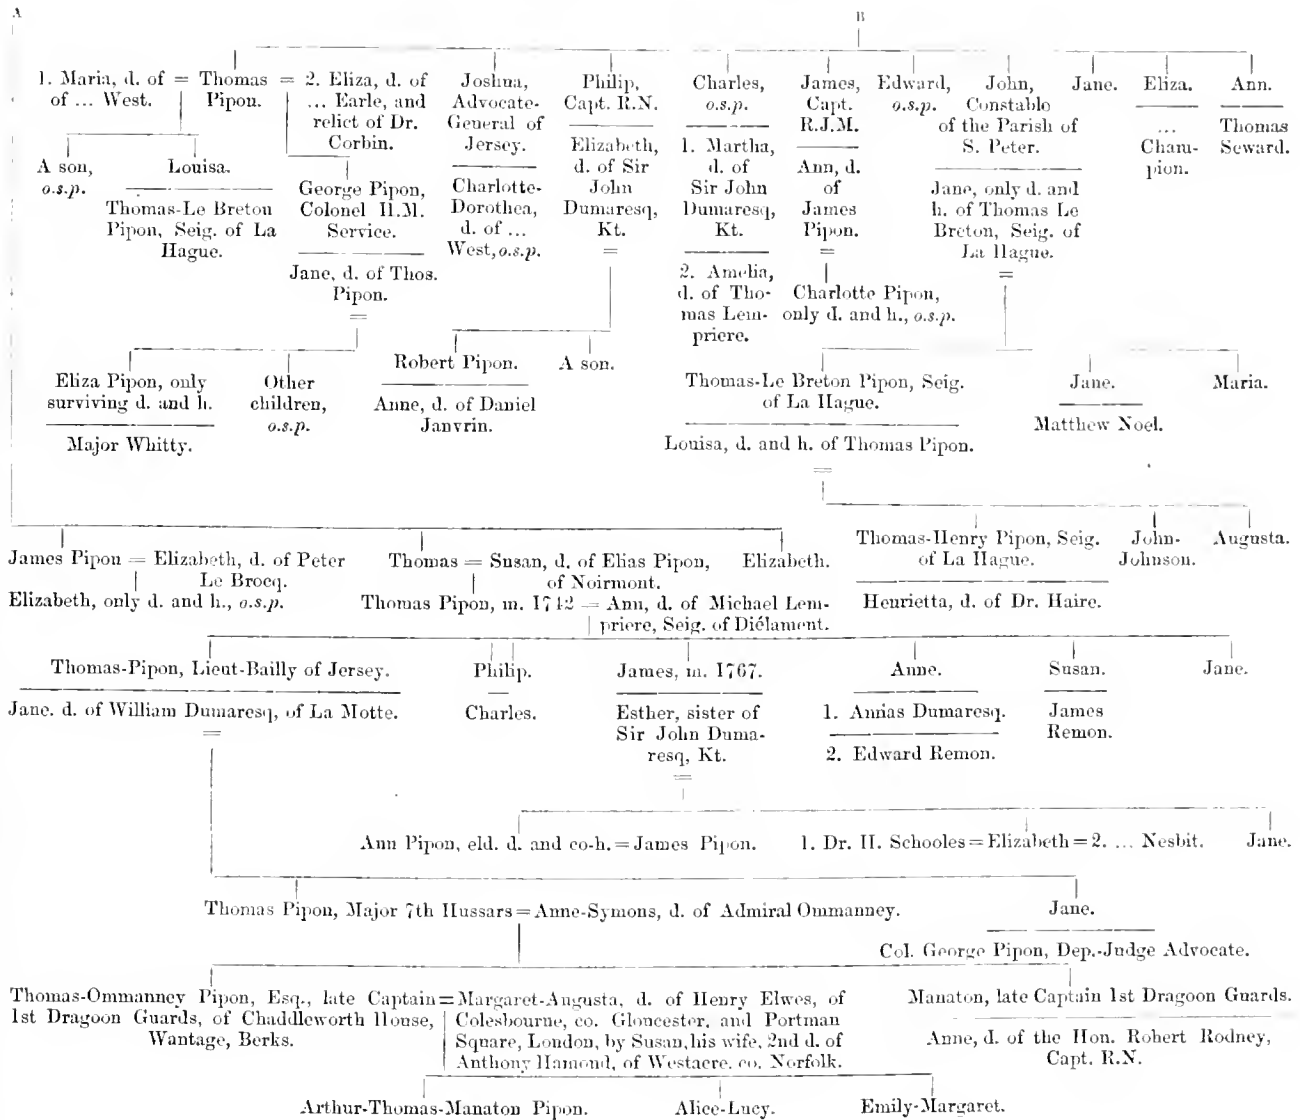 A
B
1. Maria, d. of = Thomas = 2. Eliza, d. of
of ... West. Pipon. ... Earle, and
relict of Dr.
Corbin.
Joshua,
Advocate-
General of
Jersey.
Charlotte-
Dorothea,
d. of ...
West, o.s.p.
Philip,
Capt. R.N.
Elizabeth,
d. of Sir
John
Dumaresq,
Kt.
=
Charles,
o.s.p.
1. Martha,
d. of
Sir John
Dumaresq,
Kt.
2. Amelia,
d. of Tho-
mas Lem-
priere.
James,
Capt.
R.J.M.
Ann, d.
of
James
Pipon.
=
Charlotte Pipon,
only d. and h., o.s.p.
Edward,
o.s.p.
John,
Constable
of the Parish of
S. Peter.
Jane, only d. and
h. of Thomas Le
Breton, Seig. of
La Hague.
=
Jane.
Eliza.
...
Cham-
pion.
Ann.
Thomas
Seward.
A son,
o.s.p.
Louisa.
Thomas-Le Breton
Pipon, Seig. of La
Hague.
George Pipon,
Colonel H.M.
Service.
Jane, d. of Thos.
Pipon.
=
Eliza Pipon, only
surviving d. and h.
Major Whitty.
Other
children,
o.s.p.
Robert Pipon.
Anne, d. of Daniel
Janvrin.
A son.
Thomas-Le Breton Pipon, Seig.
of La Hague.
Louisa, d. and h. of Thomas Pipon.
=
Jane.
Matthew Noel.
Maria.
James Pipon = Elizabeth, d. of Peter
Le Brocq.
Elizabeth, only d. and h., o.s.p.
Thomas = Susan, d. of Elias Pipon,
of Noirmont.
Elizabeth.
Thomas Pipon, m. 1742 = Ann, d. of Michael Lem-
priere, Seig. of Diélament.
Thomas-Henry Pipon, Seig.
of La Hague.
Henrietta, d. of Dr. Haire.
John-
Johnson.
Augusta.
Thomas-Pipon, Lieut-Bailly of Jersey.
Jane. d. of William Dumaresq, of La Motte.
=
Philip.
Charles.
James, m. 1767.
Esther, sister of
Sir John Duma-
resq, Kt.
=
Anne.
1. Annias Dumaresq.
2. Edward Remon.
Susan.
James
Remon.
Jane.
Ann Pipon, eld. d. and co-h. = James Pipon.
1. Dr. H. Schooles = Elizabeth = 2. ... Nesbit.
Jane.
Thomas Pipon, Major 7th Hussars = Anne-Symons, d. of Admiral Ommanney.
Jane.
Col. George Pipon, Dep.-Judge Advocate.
Thomas-Ommanney Pipon, Esq., late Captain = Margaret-Augusta, d. of Henry Elwes, of
1st Dragoon Guards, of Chaddleworth House, Colesbourne, co. Gloncester, and Portman
Wantage, Berks. Square, London, by Susan, his wife, 2nd d. of
Anthony Hamond, of Westacre, co. Norfolk.
Manaton, late Captain 1st Dragoon Guards.
Anne, d. of the Hon. Robert Rodney,
Capt. R.N.
Arthur-Thomas-Manaton Pipon.
Alice-Lucy.
Emily-Margaret.